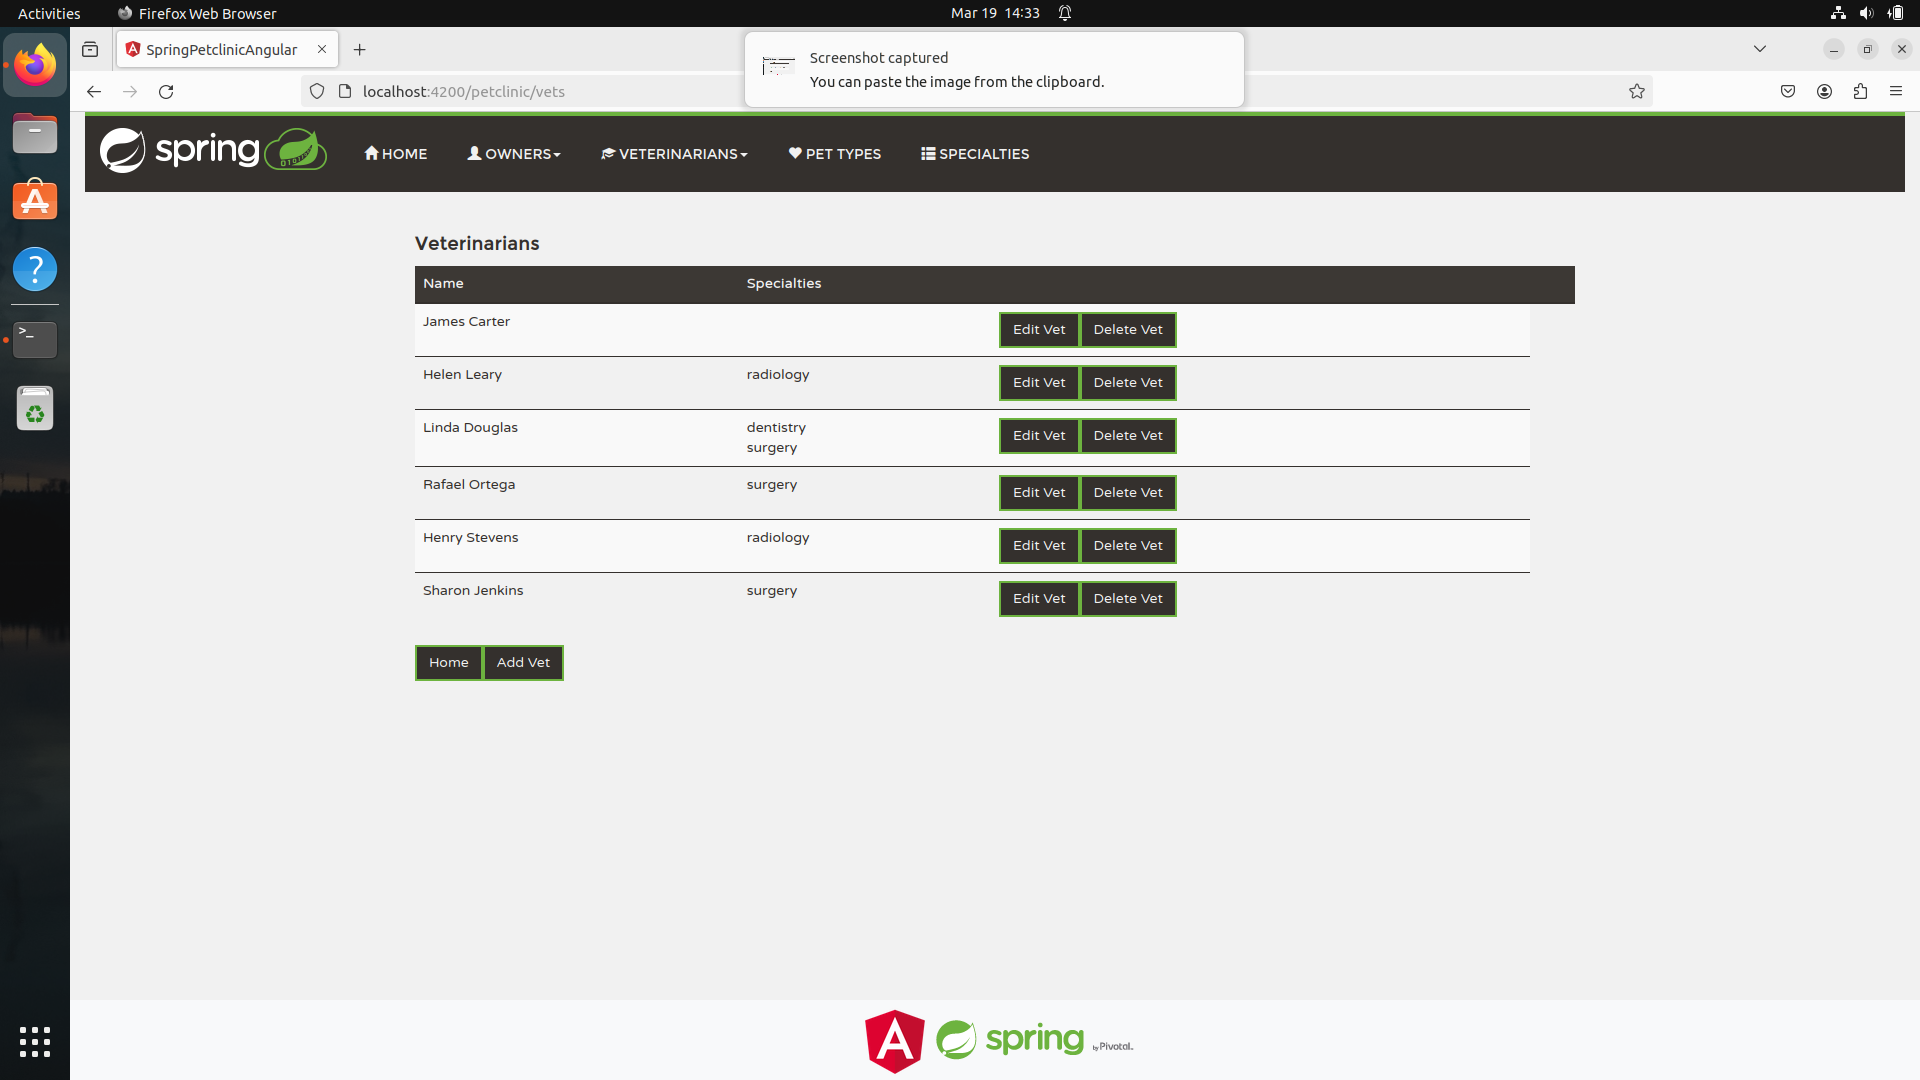 Activities
Firefox Web Browser
Mar 19 14:33
SpringPetclinicAngular
Screenshot captured
You can paste the image from the clipboard.
localhost:4200/petclinic/vets
spring
HOME
OWNERS
VETERINARIANS
PET TYPES
SPECIALTIES
Veterinarians
Name Specialties
James Carter Edit Vet Delete Vet
Helen Leary radiology Edit Vet Delete Vet
Linda Douglas dentistry Edit Vet Delete Vet
surgery
Rafael Ortega surgery Edit Vet Delete Vet
Henry Stevens radiology Edit Vet Delete Vet
Sharon Jenkins surgery Edit Vet Delete Vet
Home Add Vet
spring by Pivotal.